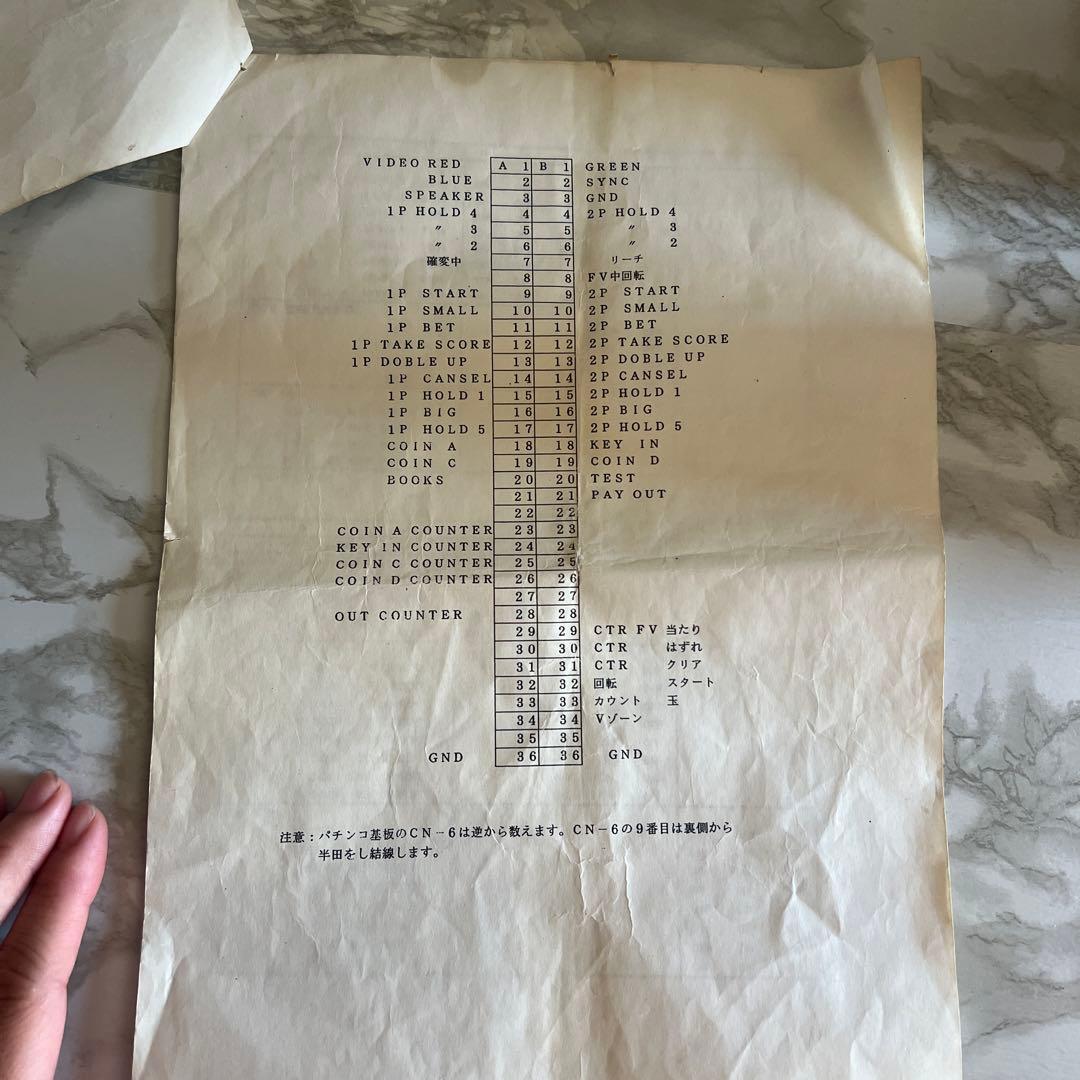 VIDEO RED A 1 B 1 GREEN
BLUE 2 2 SYNC
SPEAKER 3 3 GND
1P HOLD 4 4 4 2P HOLD 4
〃 3 5 5 〃 3
〃 2 6 6 〃 2
確変中 7 7 リーチ
8 8 FV中回転
1P START 9 9 2P START
1P SMALL 10 10 2P SMALL
1P BET 11 11 2P BET
1P TAKE SCORE 12 12 2P TAKE SCORE
1P DOBLE UP 13 13 2P DOBLE UP
1P CANSEL 14 14 2P CANSEL
1P HOLD 1 15 15 2P HOLD 1
1P BIG 16 16 2P BIG
1P HOLD 5 17 17 2P HOLD 5
COIN A 18 18 KEY IN
COIN C 19 19 COIN D
BOOKS 20 20 TEST
21 21 PAY OUT
22 22
COIN A COUNTER 23 23
KEY IN COUNTER 24 24
COIN C COUNTER 25 25
COIN D COUNTER 26 26
27 27
OUT COUNTER 28 28
29 29 CTR FV 当たり
30 30 CTR はずれ
31 31 CTR クリア
32 32 回転 スタート
33 33 カウント 玉
34 34 Vゾーン
35 35
GND 36 36 GND
注意：パチンコ基板のCN－6は逆から数えます。CN－6の9番目は裏側から
半田をし結線します。